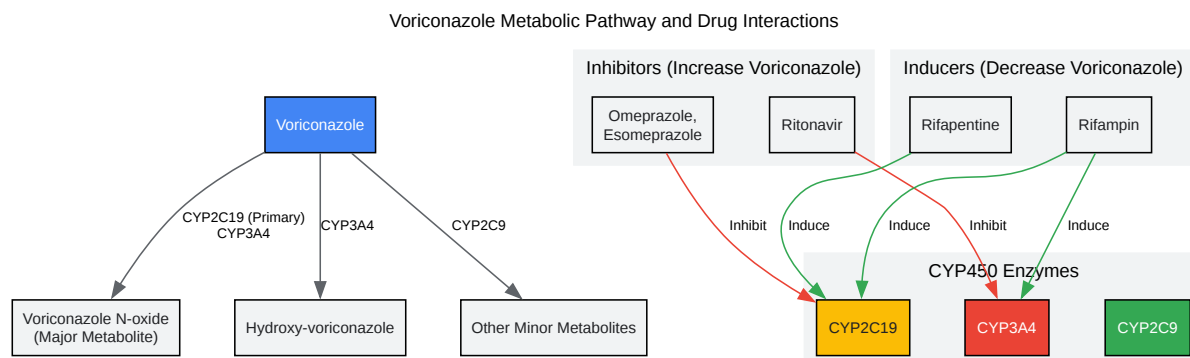 Voriconazole Metabolic Pathway and Drug Interactions
Inhibitors (Increase Voriconazole)
Inducers (Decrease Voriconazole)
Voriconazole
Omeprazole,
Esomeprazole
Ritonavir
Rifapentine
Rifampin
CYP2C19 (Primary)
CYP3A4
CYP3A4
CYP2C9
Inhibit
Induce
Induce
Inhibit
Induce
CYP450 Enzymes
Voriconazole N-oxide
(Major Metabolite)
Hydroxy-voriconazole
Other Minor Metabolites
CYP2C19
CYP3A4
CYP2C9